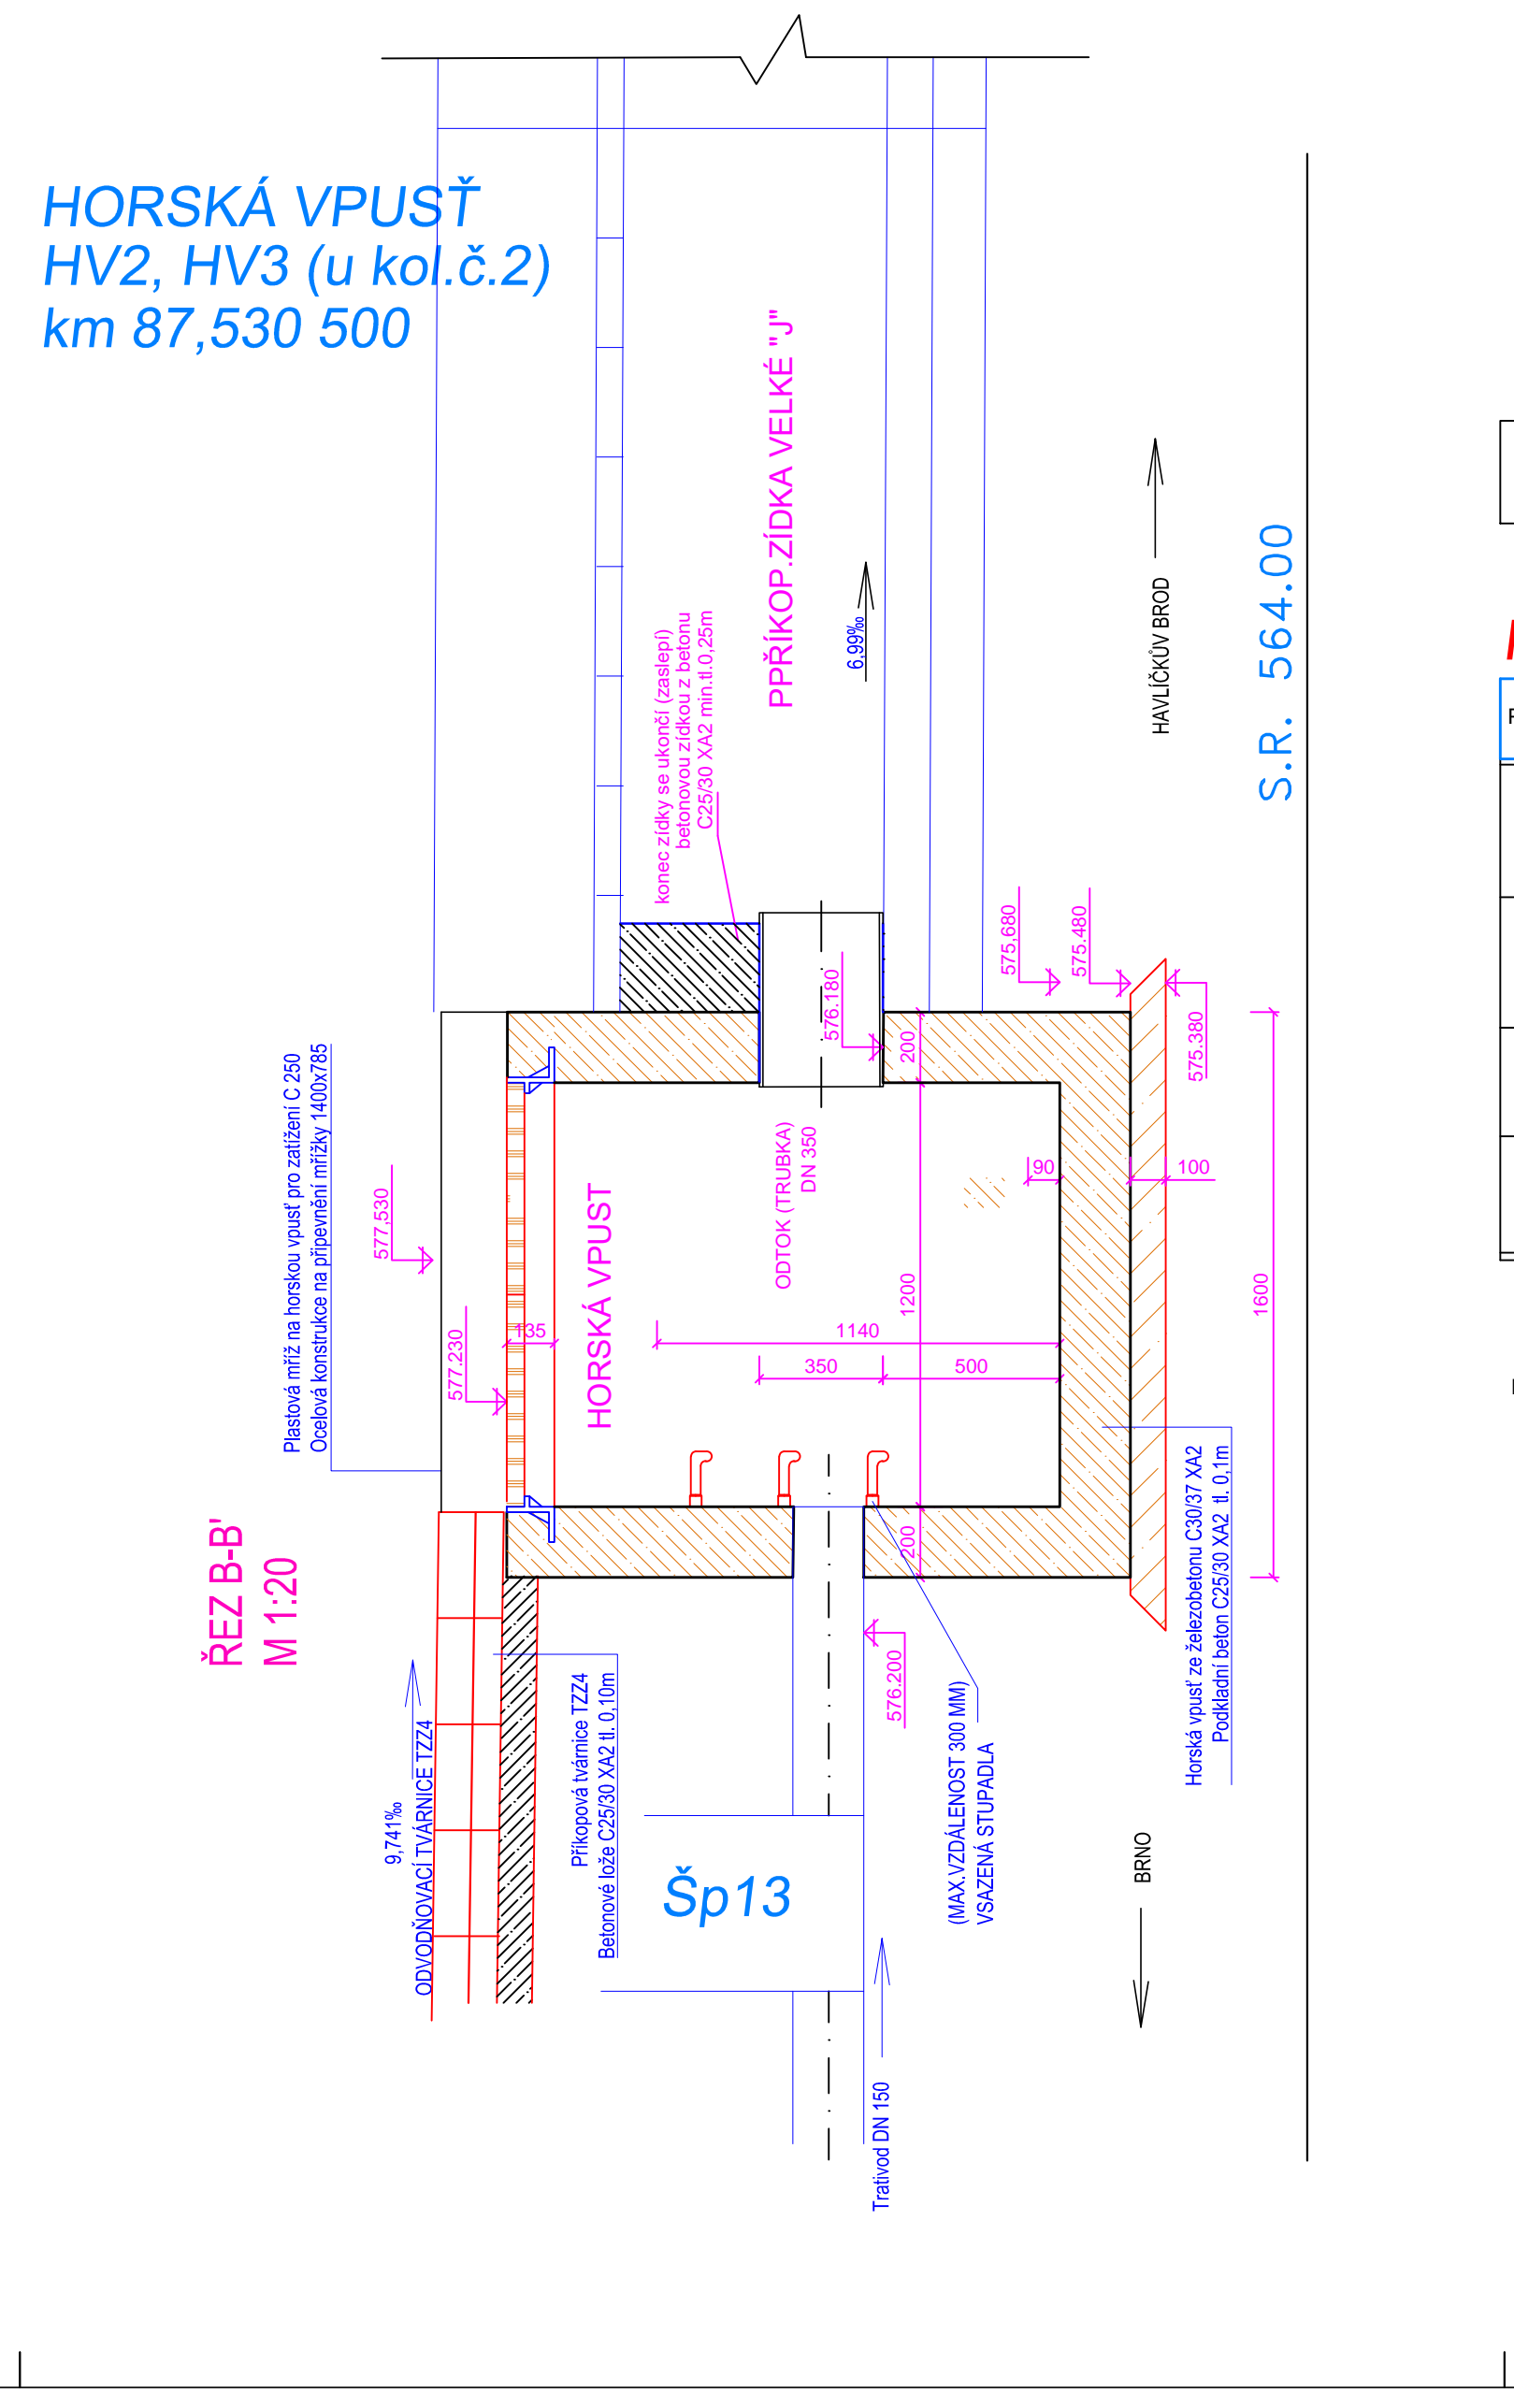 HORSKÁ VPUSŤ
HV2, HV3 (u kol.č.2)
km 87,530 500
ŘEZ B-B'
M 1:20
Plastová mříž na horskou vpusť pro zatížení C 250
Ocelová konstrukce na připevnění mřížky 1400x785
577,530
577.230
9,741‰
ODVODŇOVACÍ TVÁRNICE TZZ4
135
Příkopová tvárnice TZZ4
Betonové lože C25/30 XA2 tl. 0,10m
HORSKÁ VPUST
konec zídky se ukončí (zaslepí)
betonovou zídkou z betonu
C25/30 XA2 min.tl.0,25m
PPŘÍKOP.ZÍDKA VELKÉ "J"
6,99‰
576.180
ODTOK (TRUBKA)
DN 350
1140
350
500
200
1200
200
90
100
1600
575,680
575.480
575.380
576.200
Šp13
Trativod DN 150
(MAX.VZDÁLENOST 300 MM)
VSAZENÁ STUPADLA
Horská vpusť ze železobetonu C30/37 XA2
Podkladní beton C25/30 XA2 tl. 0,1m
HAVLÍČKŮV BROD
BRNO
S.R. 564.00